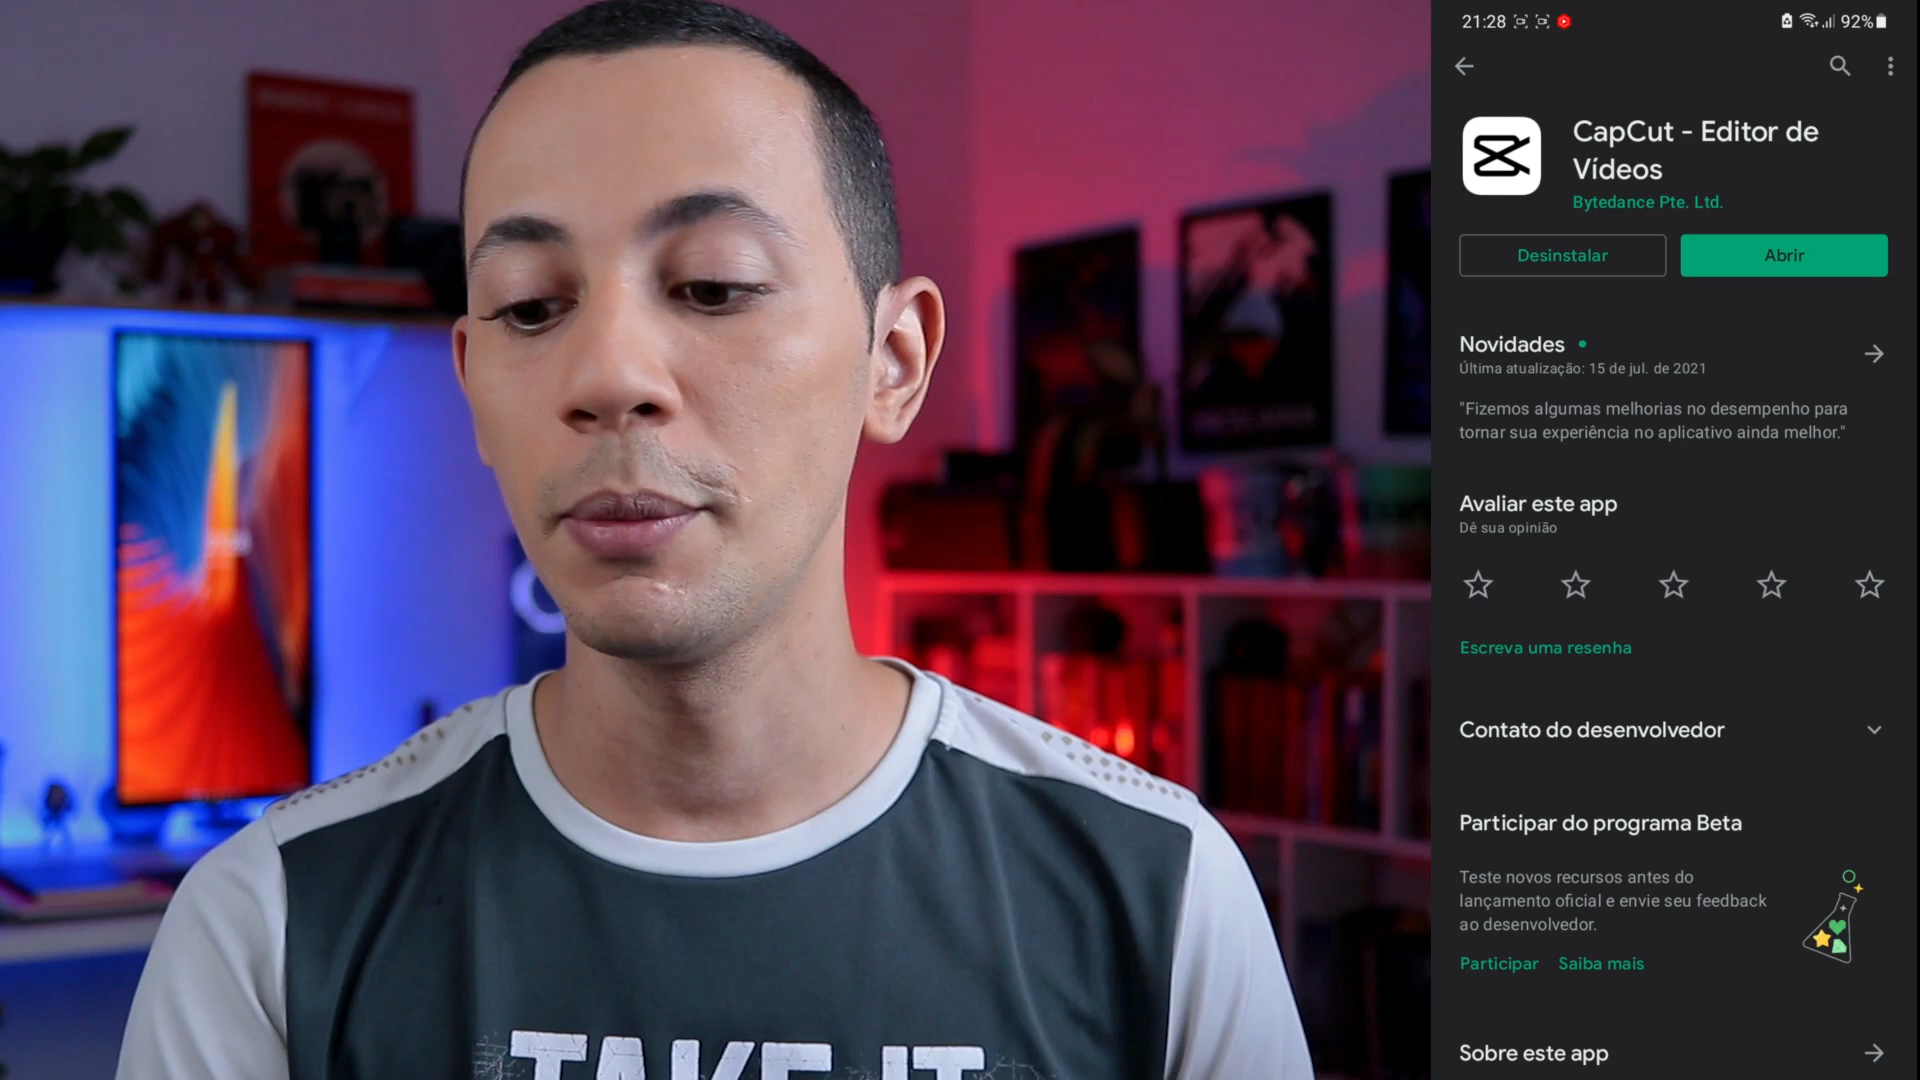 21:28
92%
CapCut - Editor de
Vídeos
Bytedance Pte. Ltd.
Desinstalar
Abrir
Novidades
Última atualização: 15 de jul. de 2021
"Fizemos algumas melhorias no desempenho para
tornar sua experiência no aplicativo ainda melhor."
Avaliar este app
Dê sua opinião
Escreva uma resenha
Contato do desenvolvedor
Participar do programa Beta
Teste novos recursos antes do
lançamento oficial e envie seu feedback
ao desenvolvedor.
Participar
Saiba mais
Sobre este app
TAKE IT